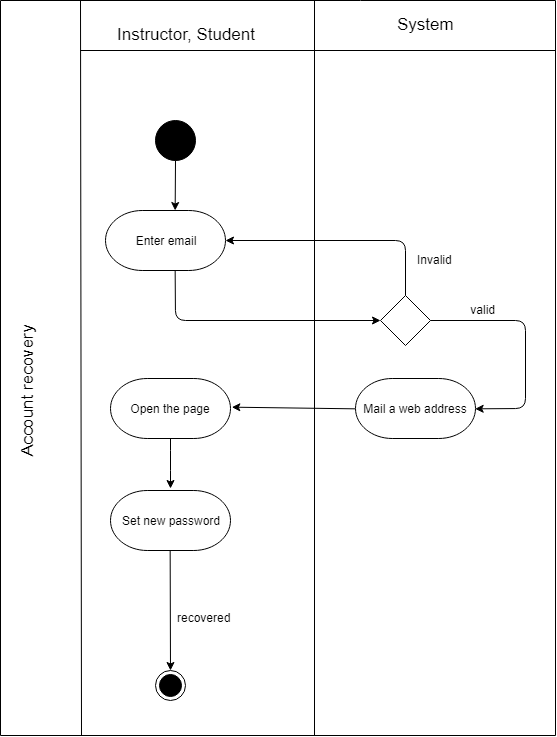 Instructor, Student
System
Account recovery
Enter email
Invalid
valid
Open the page
Mail a web address
Set new password
recovered